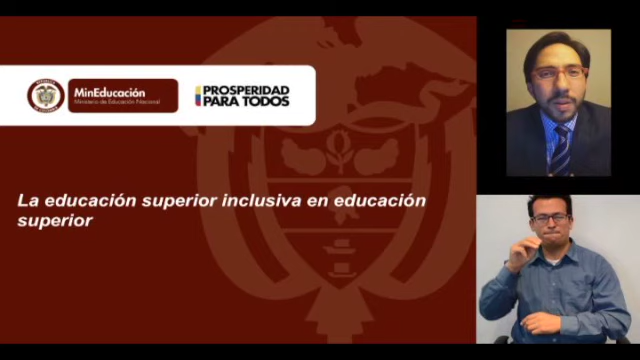 MinEducación
Ministerio de Educación Nacional
PROSPERIDAD
PARA TODOS
La educación superior inclusiva en educación
superior